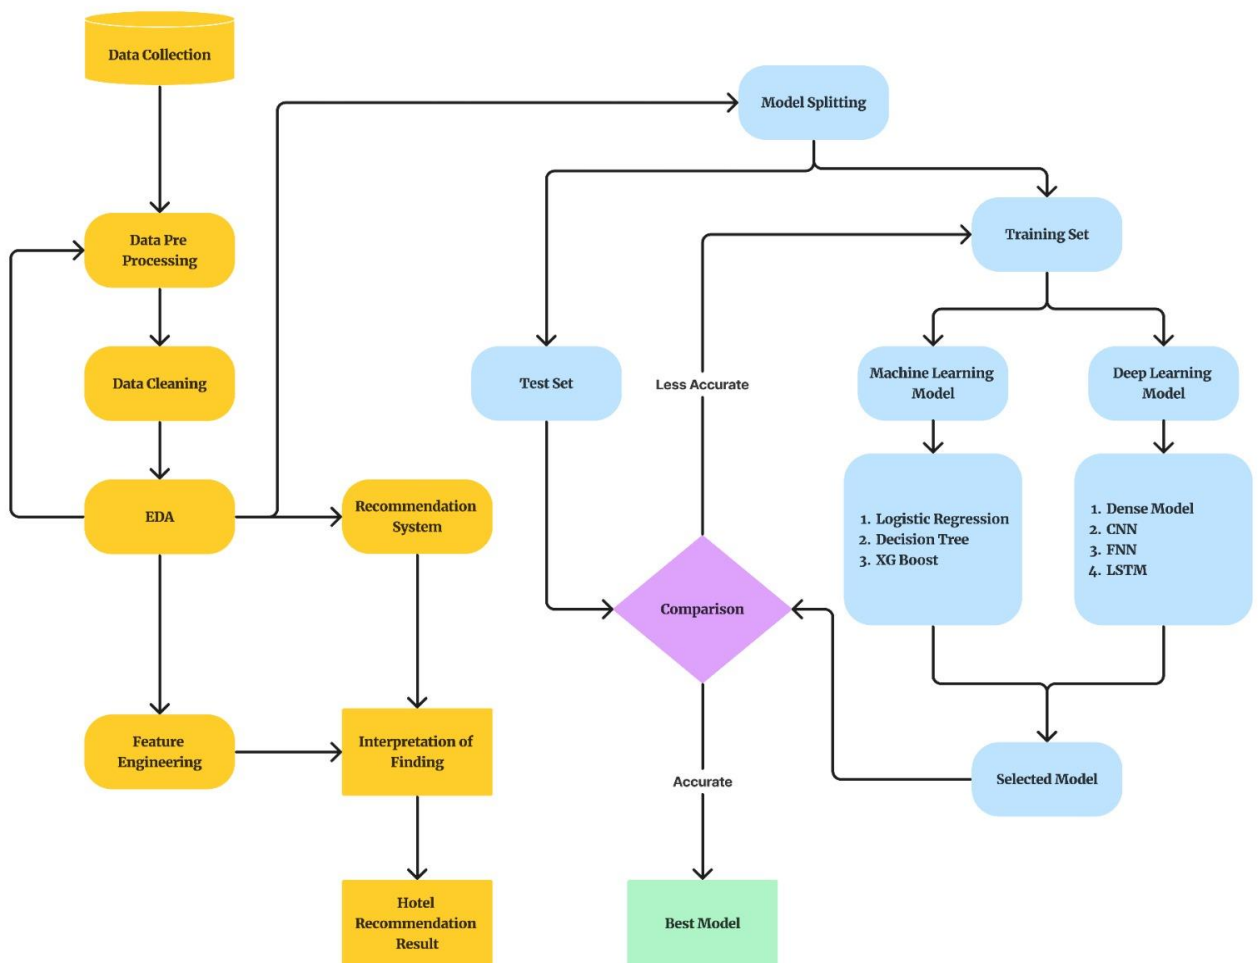 Data Collection
Model Splitting
Data Pre
Processing
Training Set
Data Cleaning
Test Set
Less Accurate
Machine Learning
Model
Deep Learning
Model
EDA
Recommendation
System
1. Logistic Regression
2. Decision Tree
3. XG Boost
1. Dense Model
2. CNN
3. FNN
4. LSTM
Comparison
Feature
Engineering
Interpretation of
Finding
Accurate
Selected Model
Hotel
Recommendation
Result
Best Model